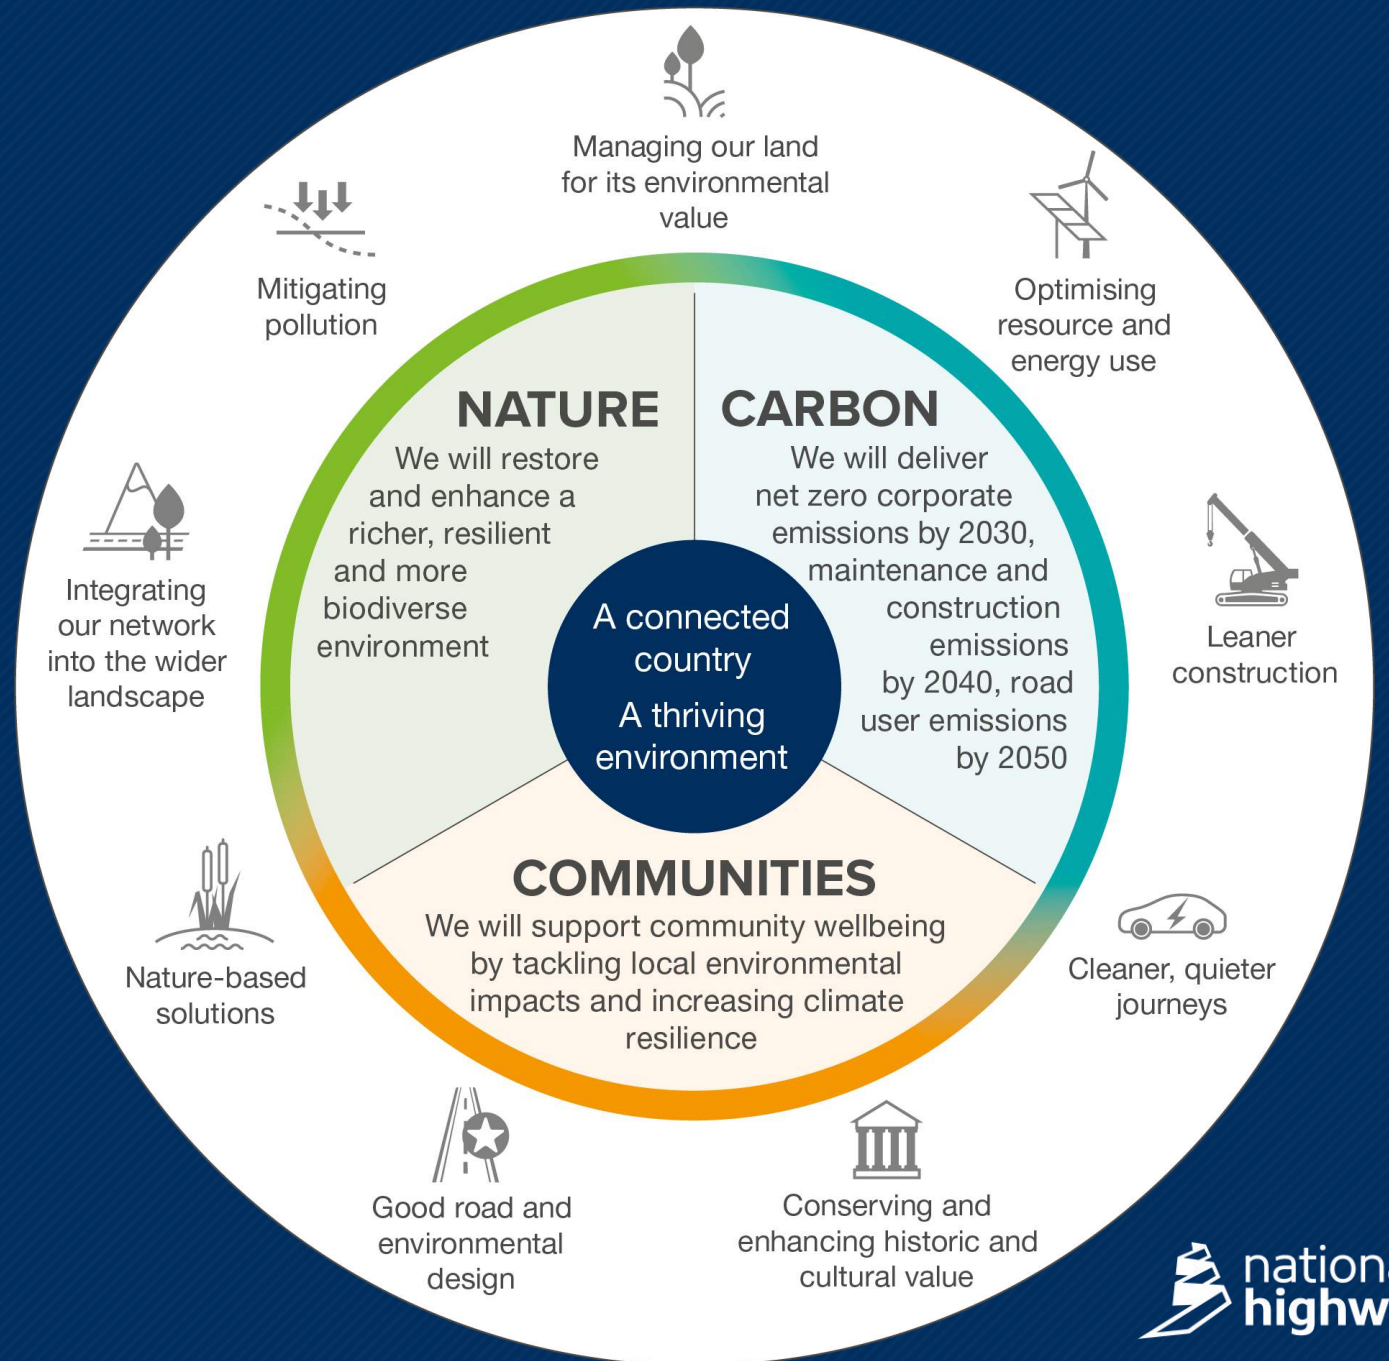 Managing our land
for its environmental
value
Optimising
resource and
energy use
Leaner
construction
Cleaner, quieter
journeys
Conserving and
enhancing historic and
cultural value
Good road and
environmental
design
Nature-based
solutions
Integrating
our network
into the wider
landscape
Mitigating
pollution
NATURE
We will restore
and enhance a
richer, resilient
and more
biodiverse
environment
CARBON
We will deliver
net zero corporate
emissions by 2030,
maintenance and
construction
emissions
by 2040, road
user emissions
by 2050
A connected
country
A thriving
environment
COMMUNITIES
We will support community wellbeing
by tackling local environmental
impacts and increasing climate
resilience
nationa
highw